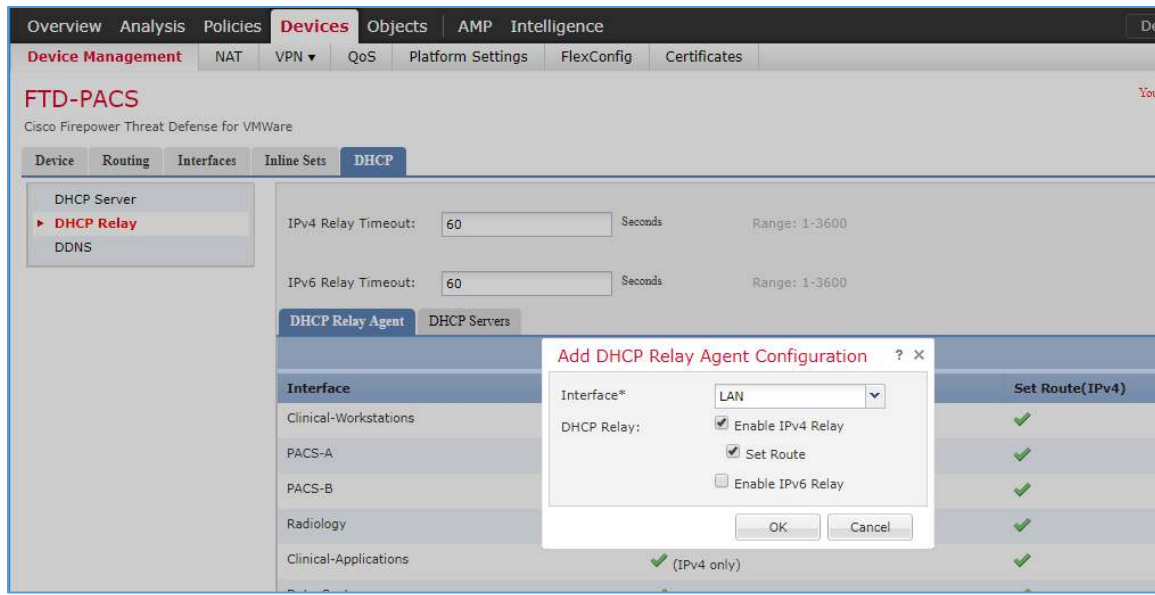 Overview Analysis Policies Devices Objects AMP Intelligence De
Device Management NAT VPN ▾ QoS Platform Settings FlexConfig Certificates
FTD-PACS You
Cisco Firepower Threat Defense for VMWare
Device Routing Interfaces Inline Sets DHCP
DHCP Server
DHCP Relay
DDNS
IPv4 Relay Timeout: 60 Seconds Range: 1-3600
IPv6 Relay Timeout: 60 Seconds Range: 1-3600
DHCP Relay Agent DHCP Servers
Add DHCP Relay Agent Configuration ? ×
Interface* LAN
DHCP Relay: Enable IPv4 Relay
Set Route
Enable IPv6 Relay
OK Cancel
Interface Set Route(IPv4)
Clinical-Workstations
PACS-A
PACS-B
Radiology
Clinical-Applications (IPv4 only)